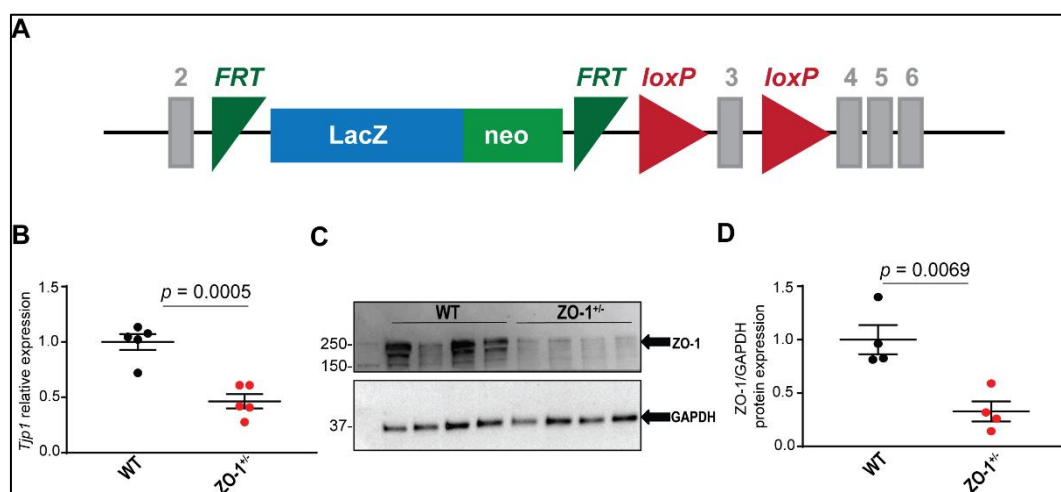 A
2 FRT FRT loxP 3 loxP 4 5 6
LacZ neo
B
p = 0.0005
Tjp1 relative expression
1.5
1.0
0.5
0.0
WT
ZO-1+/-
C
WT ZO-1+/-
250-
150-
ZO-1
37-
GAPDH
D
p = 0.0069
ZO-1/GAPDH
protein expression
1.5
1.0
0.5
0.0
WT
ZO-1+/-